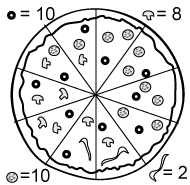 = 10
= 8
=10
= 2